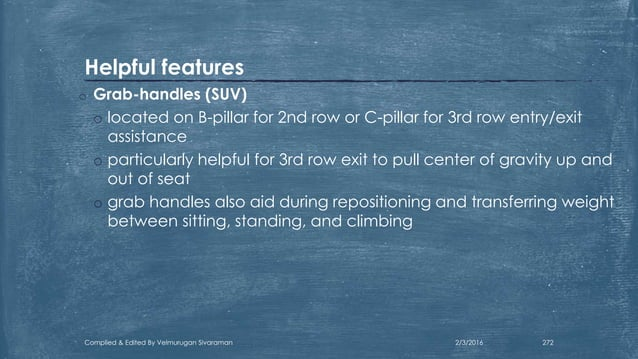 Helpful features
o Grab-handles (SUV)
o located on B-pillar for 2nd row or C-pillar for 3rd row entry/exit
assistance
o particularly helpful for 3rd row exit to pull center of gravity up and
out of seat
o grab handles also aid during repositioning and transferring weight
between sitting, standing, and climbing
Complied & Edited By Velmurugan Sivaraman 2/3/2016 272